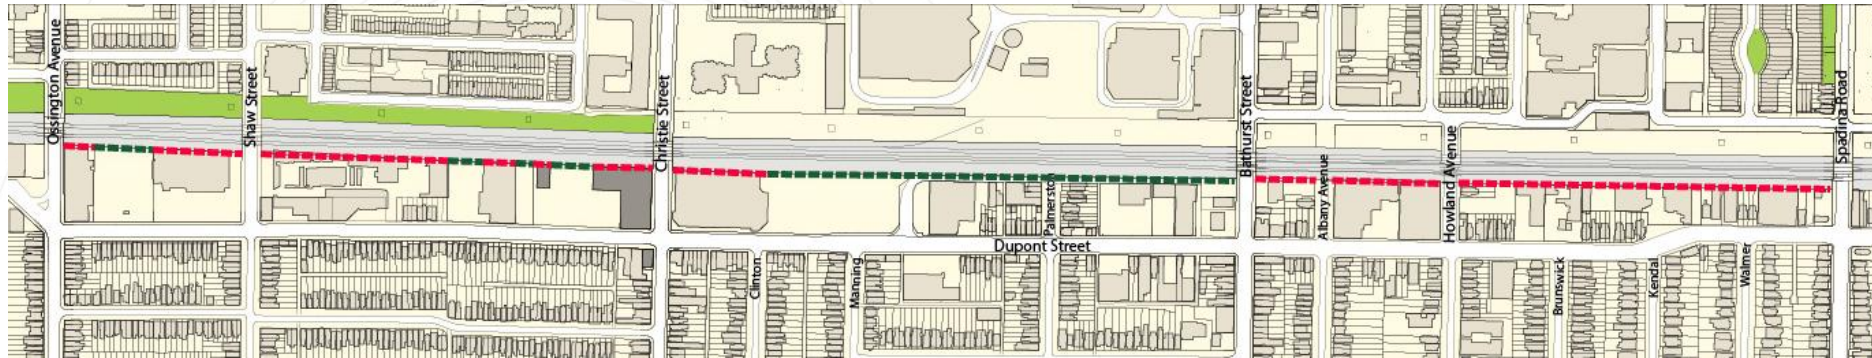 Ossington Avenue
Shaw Street
Christie Street
Bathurst Street
Albany Avenue
Howland Avenue
Spadina Road
Palmerston
Dupont Street
Clinton
Manning
Brunswick
Kendal
Walmer